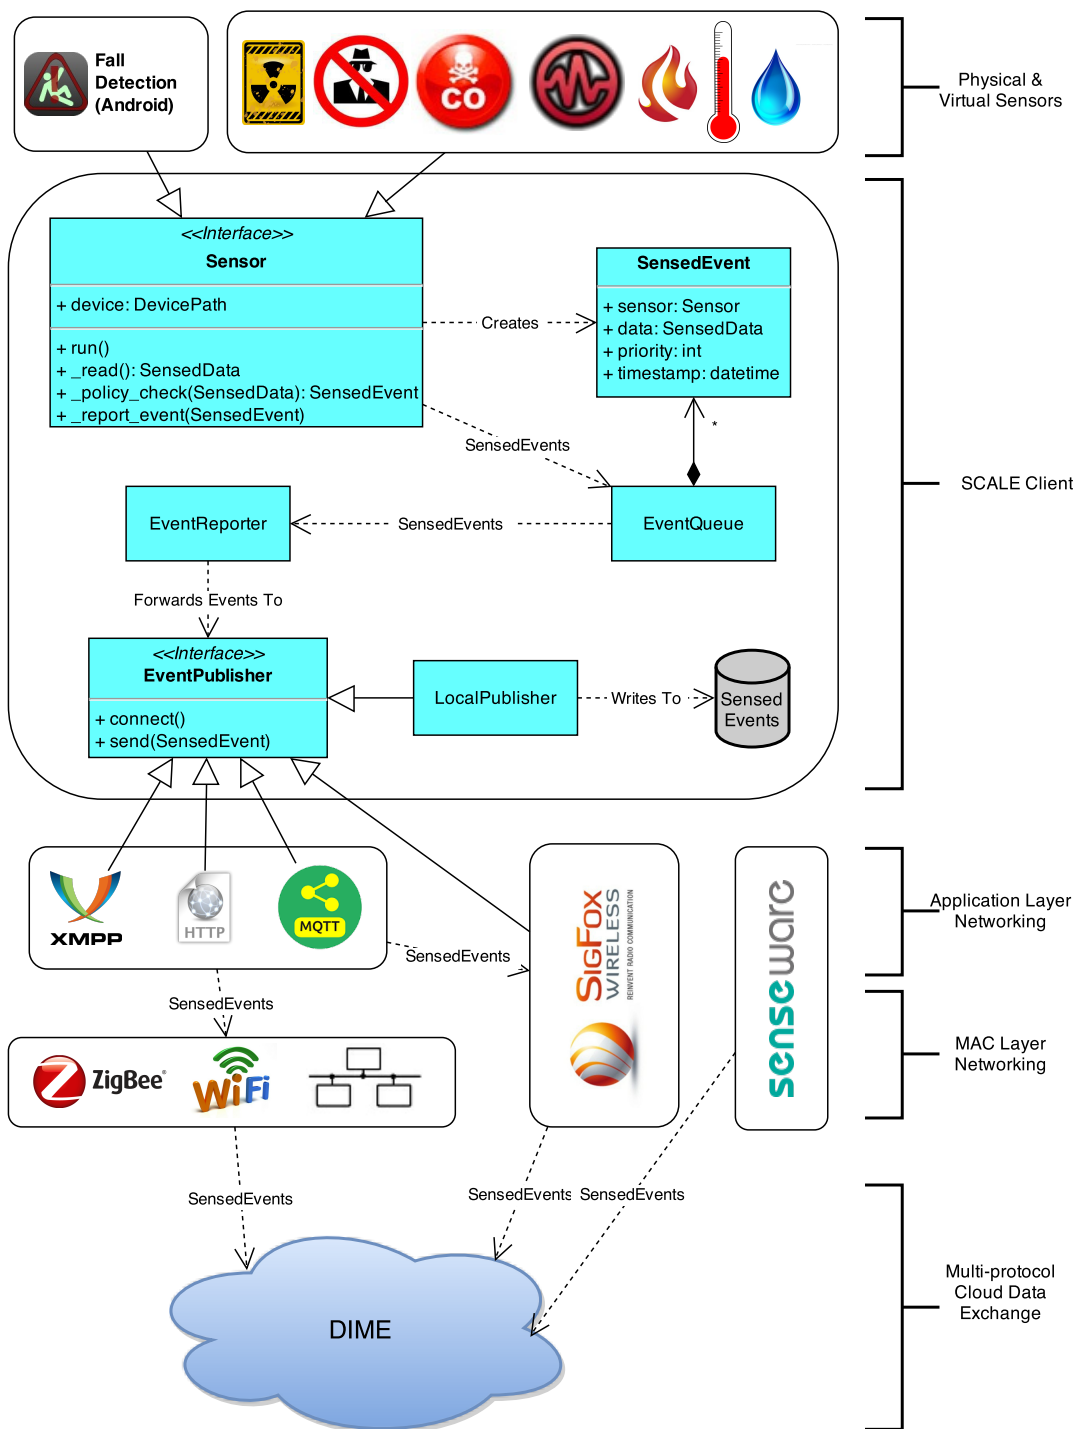 Fall
Detection
(Android)
CO
Physical &
Virtual Sensors
<<Interface>>
Sensor
+ device: DevicePath
+ run()
+ _read(): SensedData
+ _policy_check(SensedData): SensedEvent
+ _report_event(SensedEvent)
Creates
SensedEvent
+ sensor: Sensor
+ data: SensedData
+ priority: int
+ timestamp: datetime
*
SensedEvents
SCALE Client
EventReporter
SensedEvents
EventQueue
Forwards Events To
<<Interface>>
EventPublisher
+ connect()
+ send(SensedEvent)
LocalPublisher
Writes To
Sensed
Events
XMPP
HTTP
MQTT
SensedEvents
SIGFOX
WIRELESS
REINVENT RADIO COMMUNICATION
senseware
Application Layer
Networking
SensedEvents
ZigBee®
WiFi
MAC Layer
Networking
SensedEvents
SensedEvents
SensedEvents
DIME
Multi-protocol
Cloud Data
Exchange